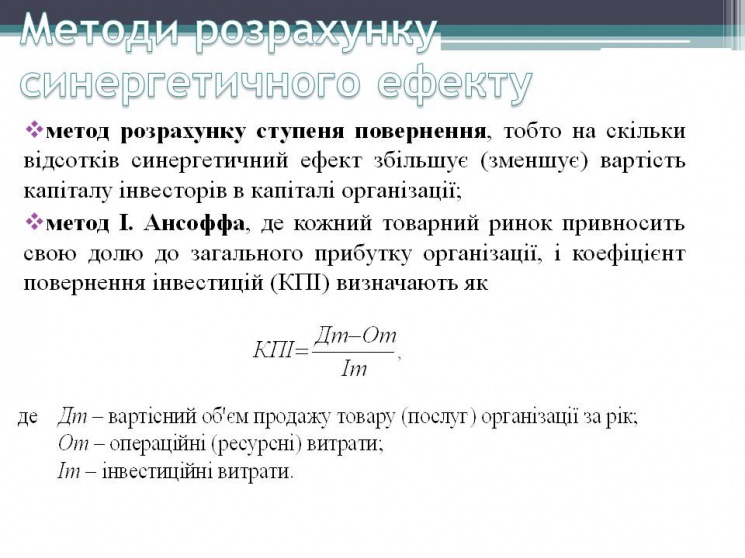 Методи розрахунку
синергетичного ефекту
❖метод розрахунку ступеня повернення, тобто на скільки
відсотків синергетичний ефект збільшує (зменшує) вартість
капіталу інвесторів в капіталі організації;
❖метод І. Ансоффа, де кожний товарний ринок привносить
свою долю до загального прибутку організації, і коефіцієнт
повернення інвестицій (КПІ) визначають як
КПІ=(Дт–От)/Іт,
де Дт – вартісний об'єм продажу товару (послуг) організації за рік;
От – операційні (ресурсні) витрати;
Іт – інвестиційні витрати.